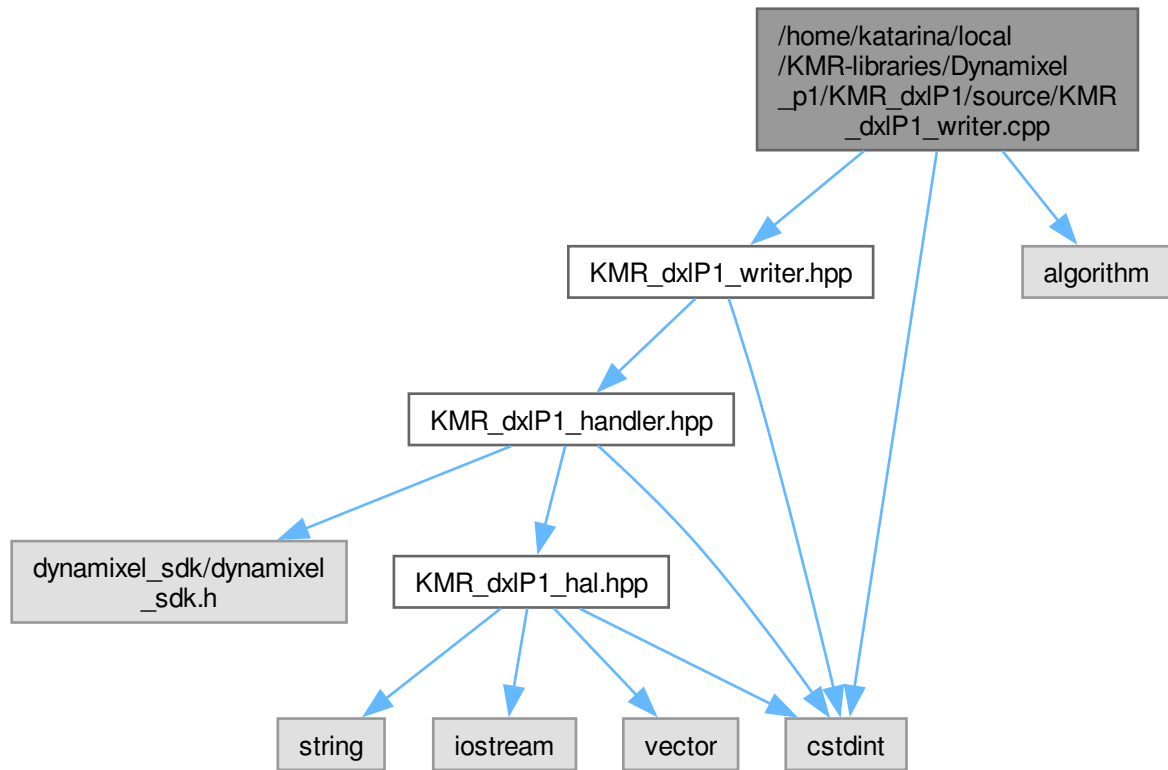 /home/katarina/local
/KMR-libraries/Dynamixel
_p1/KMR_dxlP1/source/KMR
_dxlP1_writer.cpp
KMR_dxlP1_writer.hpp
algorithm
KMR_dxlP1_handler.hpp
dynamixel_sdk/dynamixel
_sdk.h
KMR_dxlP1_hal.hpp
string
iostream
vector
cstdint